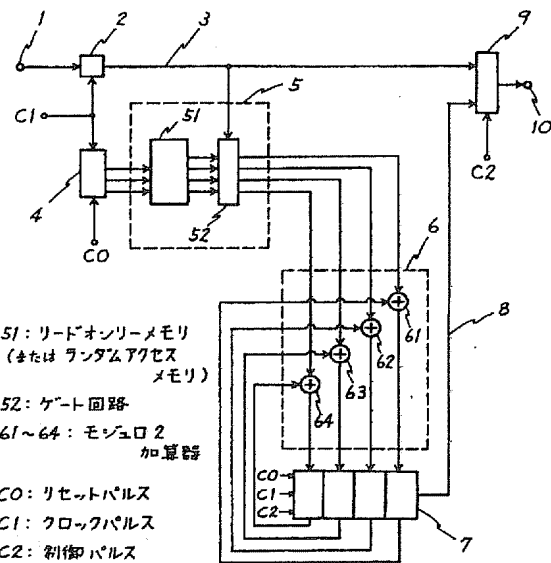 1
2
3
9
5
C1
51
10
4
C2
52
C0
6
61
8
62
63
64
51: リードオンリーメモリ
(または ランダムアクセス
メモリ)
52: ゲート回路
61~64: モジュロ2
加算器
C0
C1
C2
7
C0: リセットパルス
C1: クロックパルス
C2: 制御パルス